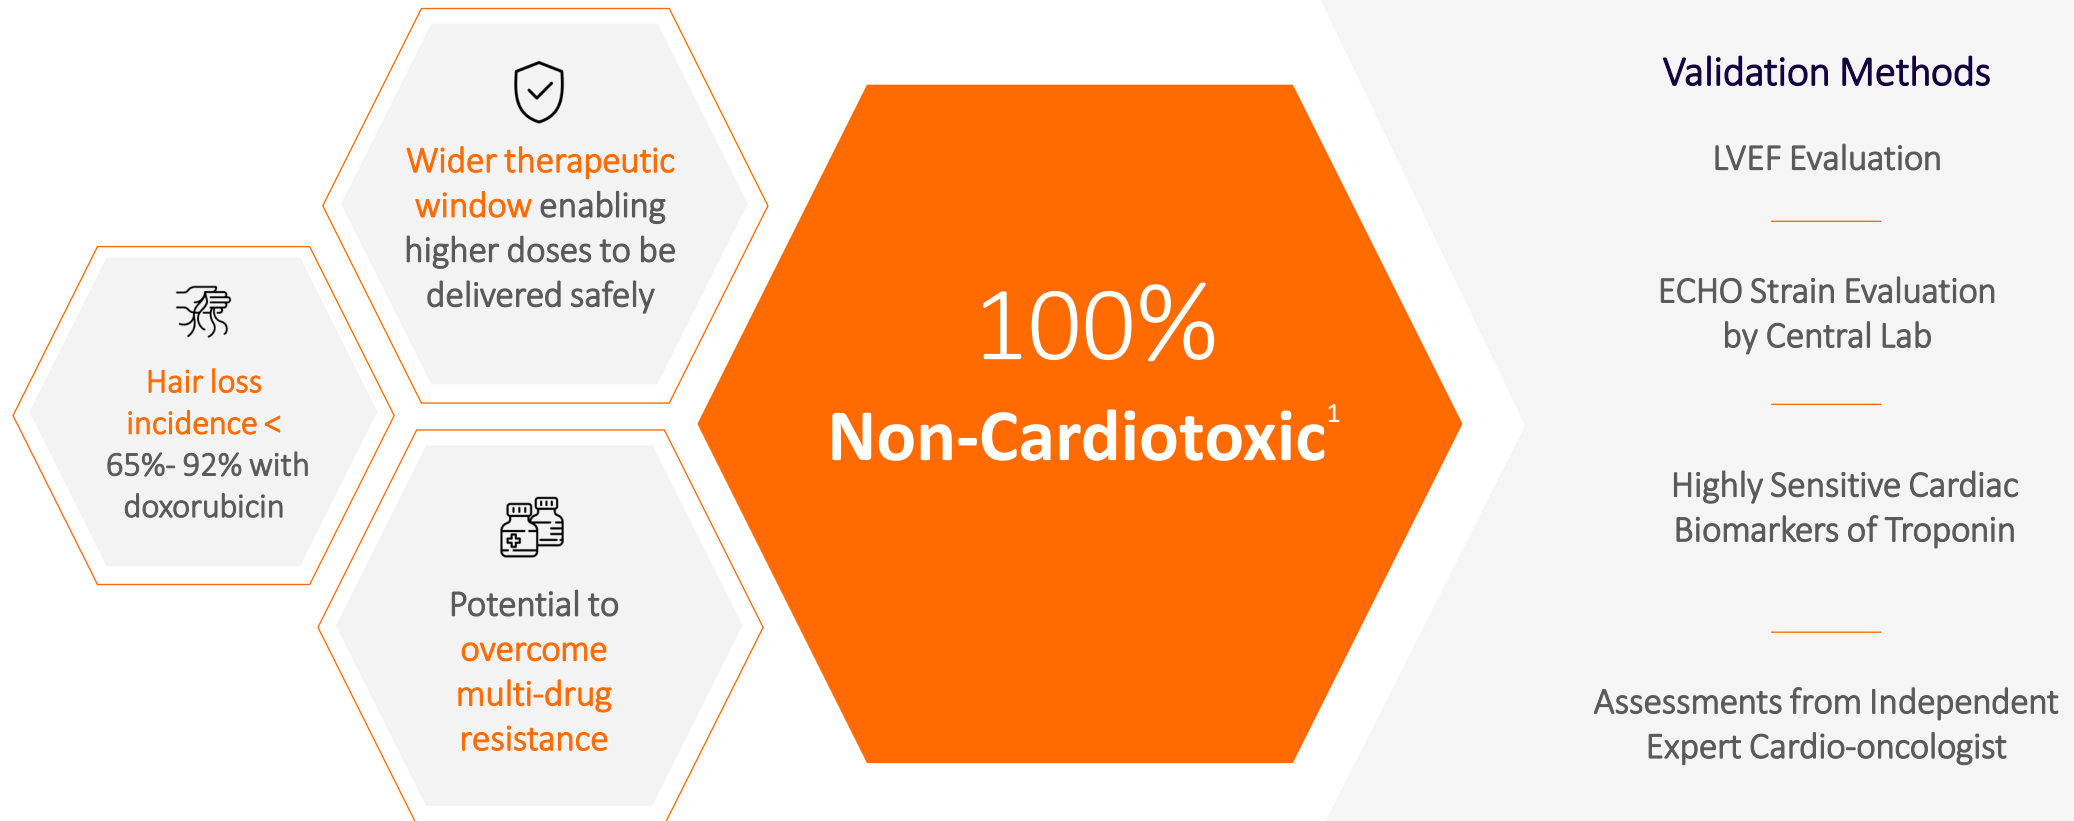 Wider therapeutic
window enabling
higher doses to be
delivered safely
Hair loss
incidence <
65%- 92% with
doxorubicin
Potential to
overcome
multi-drug
resistance
100%
Non-Cardiotoxic1
Validation Methods
LVEF Evaluation
ECHO Strain Evaluation
by Central Lab
Highly Sensitive Cardiac
Biomarkers of Troponin
Assessments from Independent
Expert Cardio-oncologist